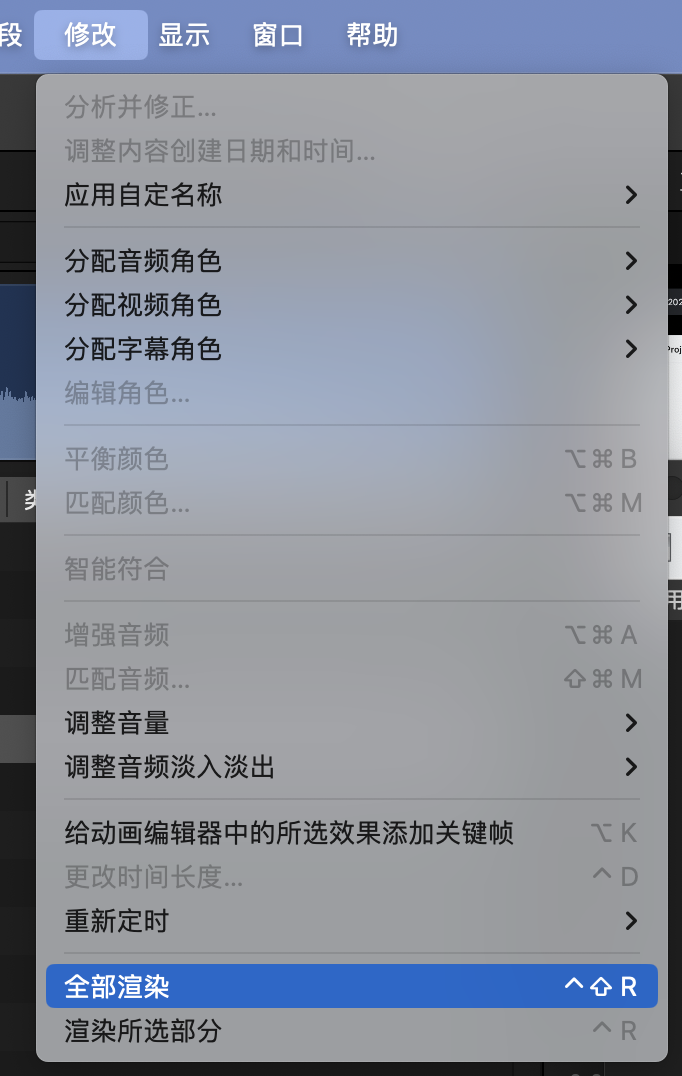 段 修改 显示 窗口 帮助
分析并修正...
调整内容创建日期和时间...
应用自定名称
分配音频角色
分配视频角色
分配字幕角色
编辑角色...
平衡颜色 ⌥⌘B
匹配颜色... ⌥⌘M
智能符合
增强音频 ⌥⌘A
匹配音频... ⇧⌘M
调整音量
调整音频淡入淡出
给动画编辑器中的所选效果添加关键帧 ⌥K
更改时间长度... ^D
重新定时
全部渲染 ^⇧R
渲染所选部分 ^R